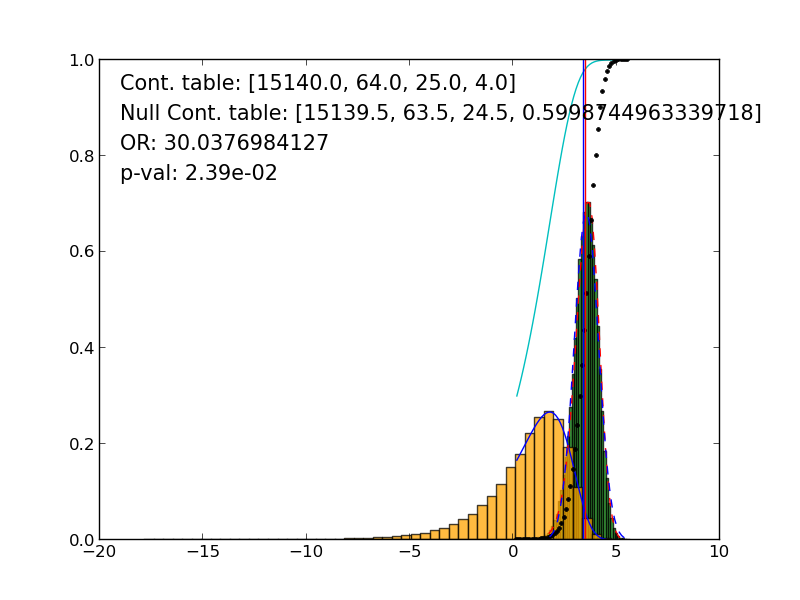 Cont. table: [15140.0, 64.0, 25.0, 4.0]
Null Cont. table: [15139.5, 63.5, 24.5, 0.5998744963339718]
OR: 30.0376984127
p-val: 2.39e-02
1.0
0.8
0.6
0.4
0.2
0.0
−20 −15 −10 −5 0 5 10